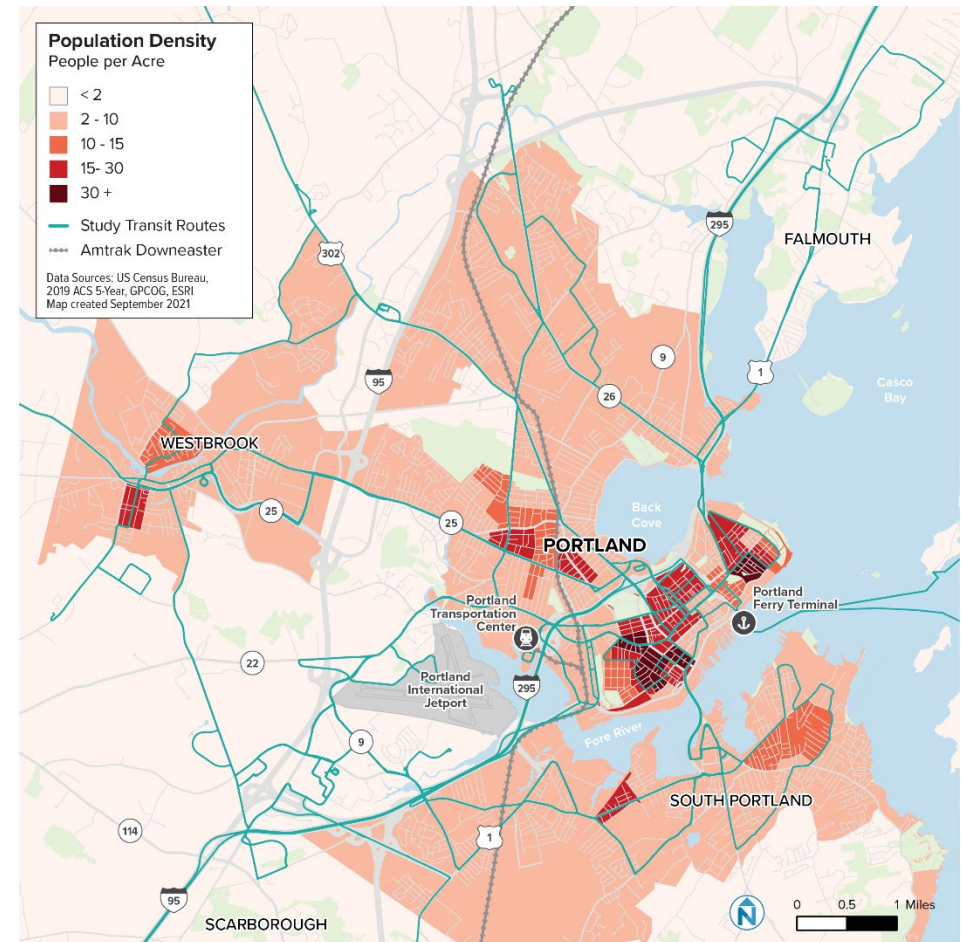 Population Density
People per Acre
< 2
2 - 10
10 - 15
15- 30
30 +
Study Transit Routes
Amtrak Downeaster
Data Sources: US Census Bureau,
2019 ACS 5-Year, GPCOG, ESRI
Map created September 2021
302
295
FALMOUTH
9
1
95
26
Casco
Bay
WESTBROOK
25
25
Back
Cove
PORTLAND
Portland
Transportation
Center
Portland
Ferry Terminal
22
Portland
International
Jetport
295
9
Fore River
SOUTH PORTLAND
114
1
95
SCARBOROUGH
N
0 0.5 1 Miles